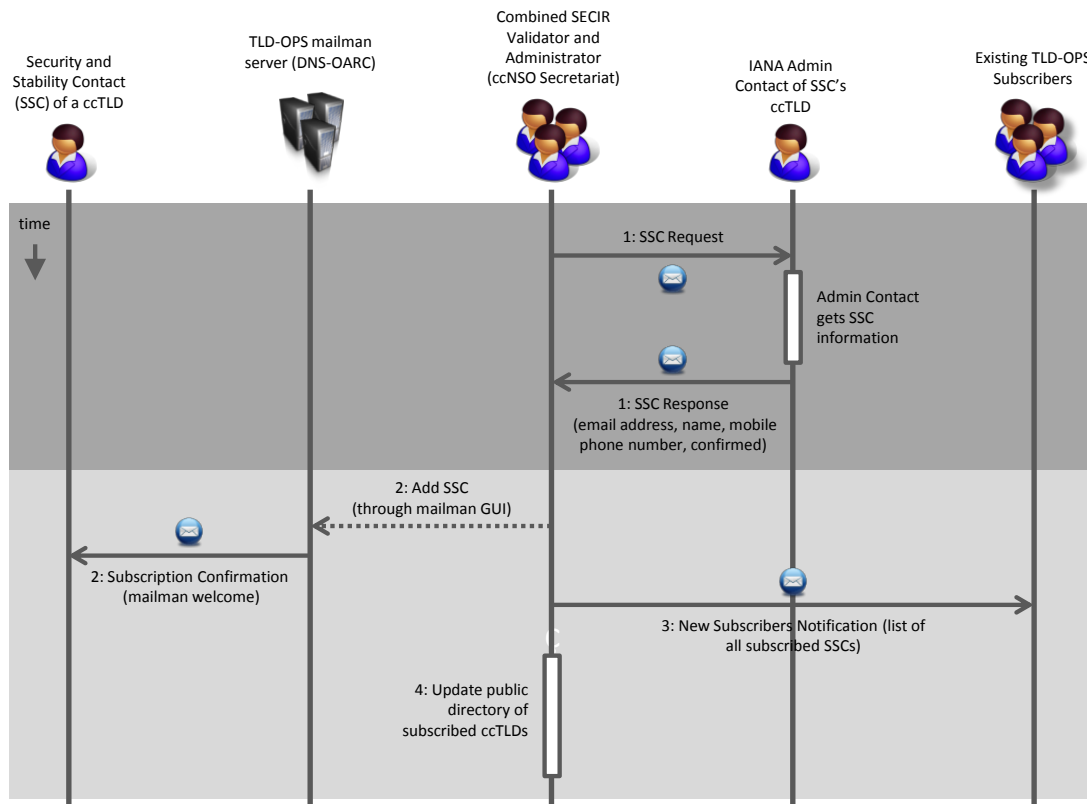 Security and
Stability Contact
(SSC) of a ccTLD
TLD-OPS mailman
server (DNS-OARC)
Combined SECIR
Validator and
Administrator
(ccNSO Secretariat)
IANA Admin
Contact of SSC's
ccTLD
Existing TLD-OPS
Subscribers
time
1: SSC Request
Admin Contact
gets SSC
information
1: SSC Response
(email address, name, mobile
phone number, confirmed)
2: Add SSC
(through mailman GUI)
2: Subscription Confirmation
(mailman welcome)
3: New Subscribers Notification (list of
all subscribed SSCs)
C
4: Update public
directory of
subscribed ccTLDs